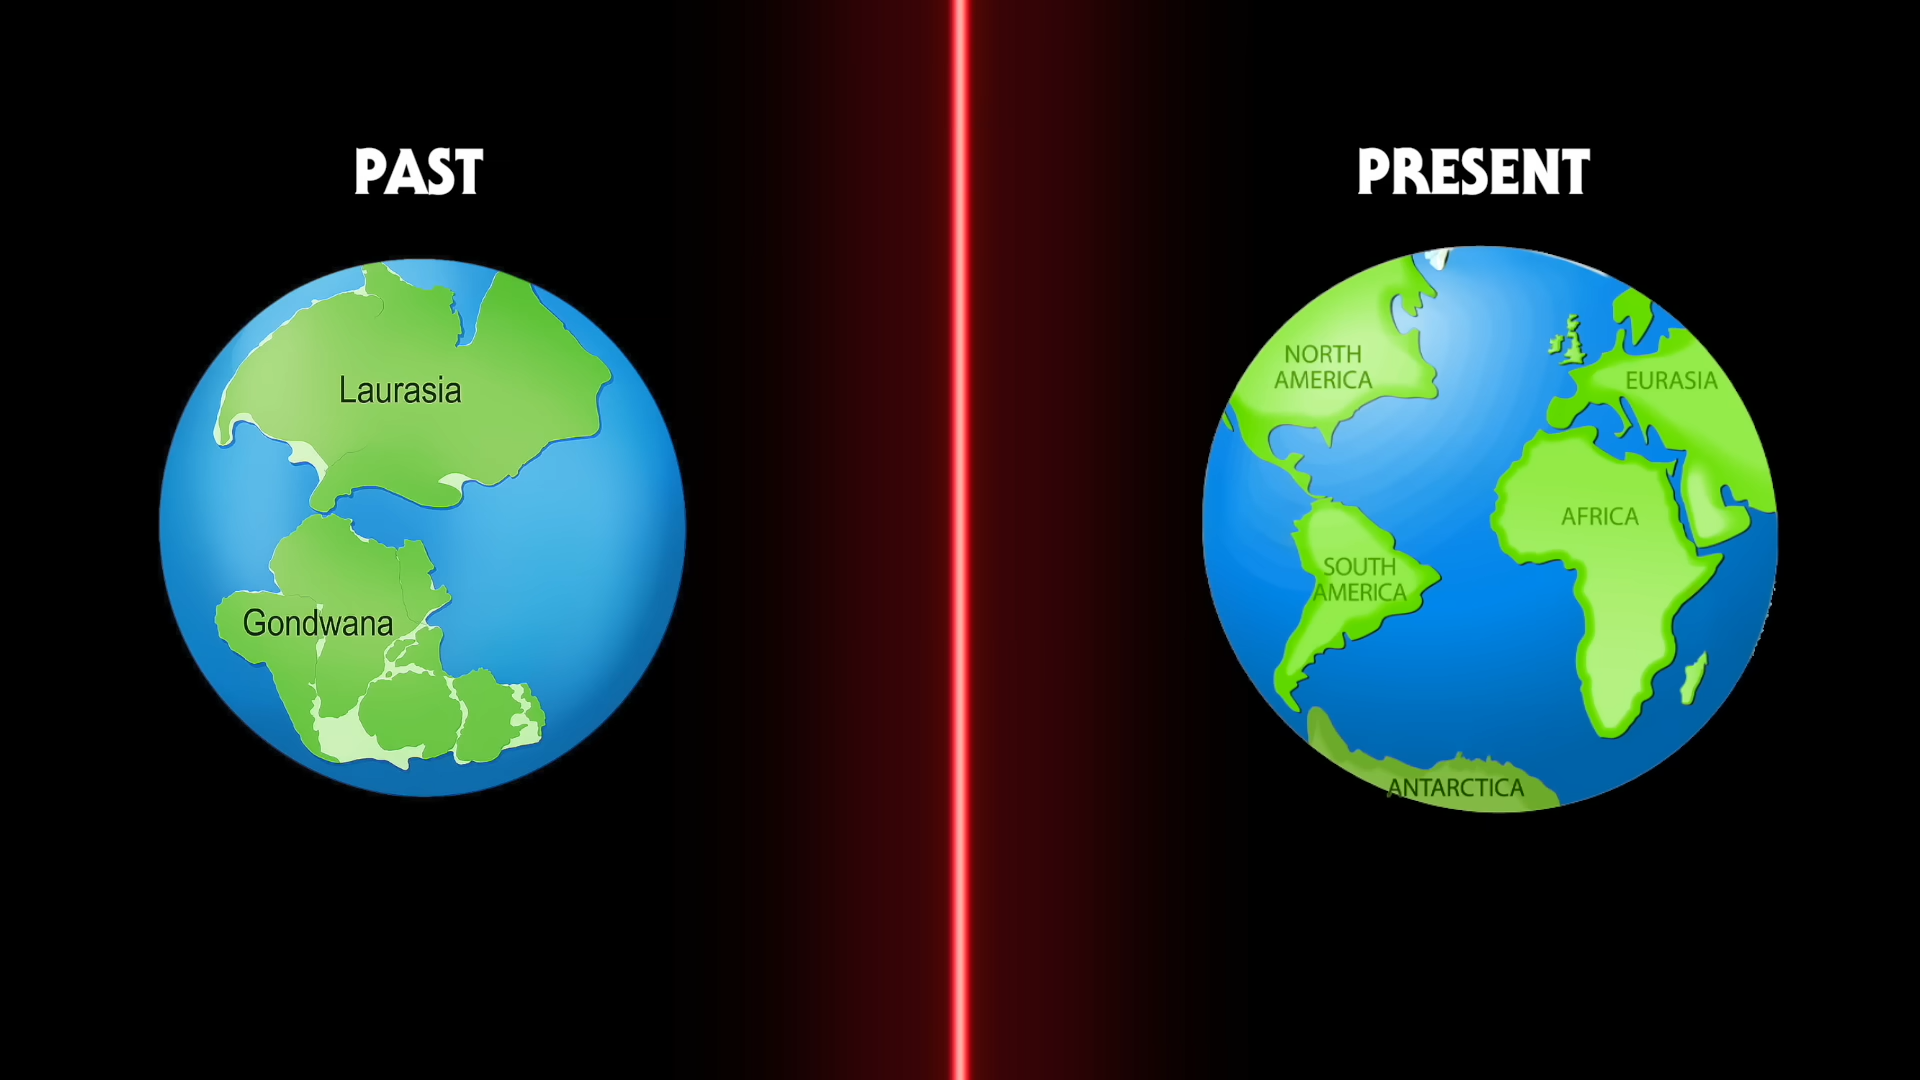 PAST
Laurasia
Gondwana
PRESENT
NORTH
AMERICA
EURASIA
AFRICA
SOUTH
AMERICA
ANTARCTICA